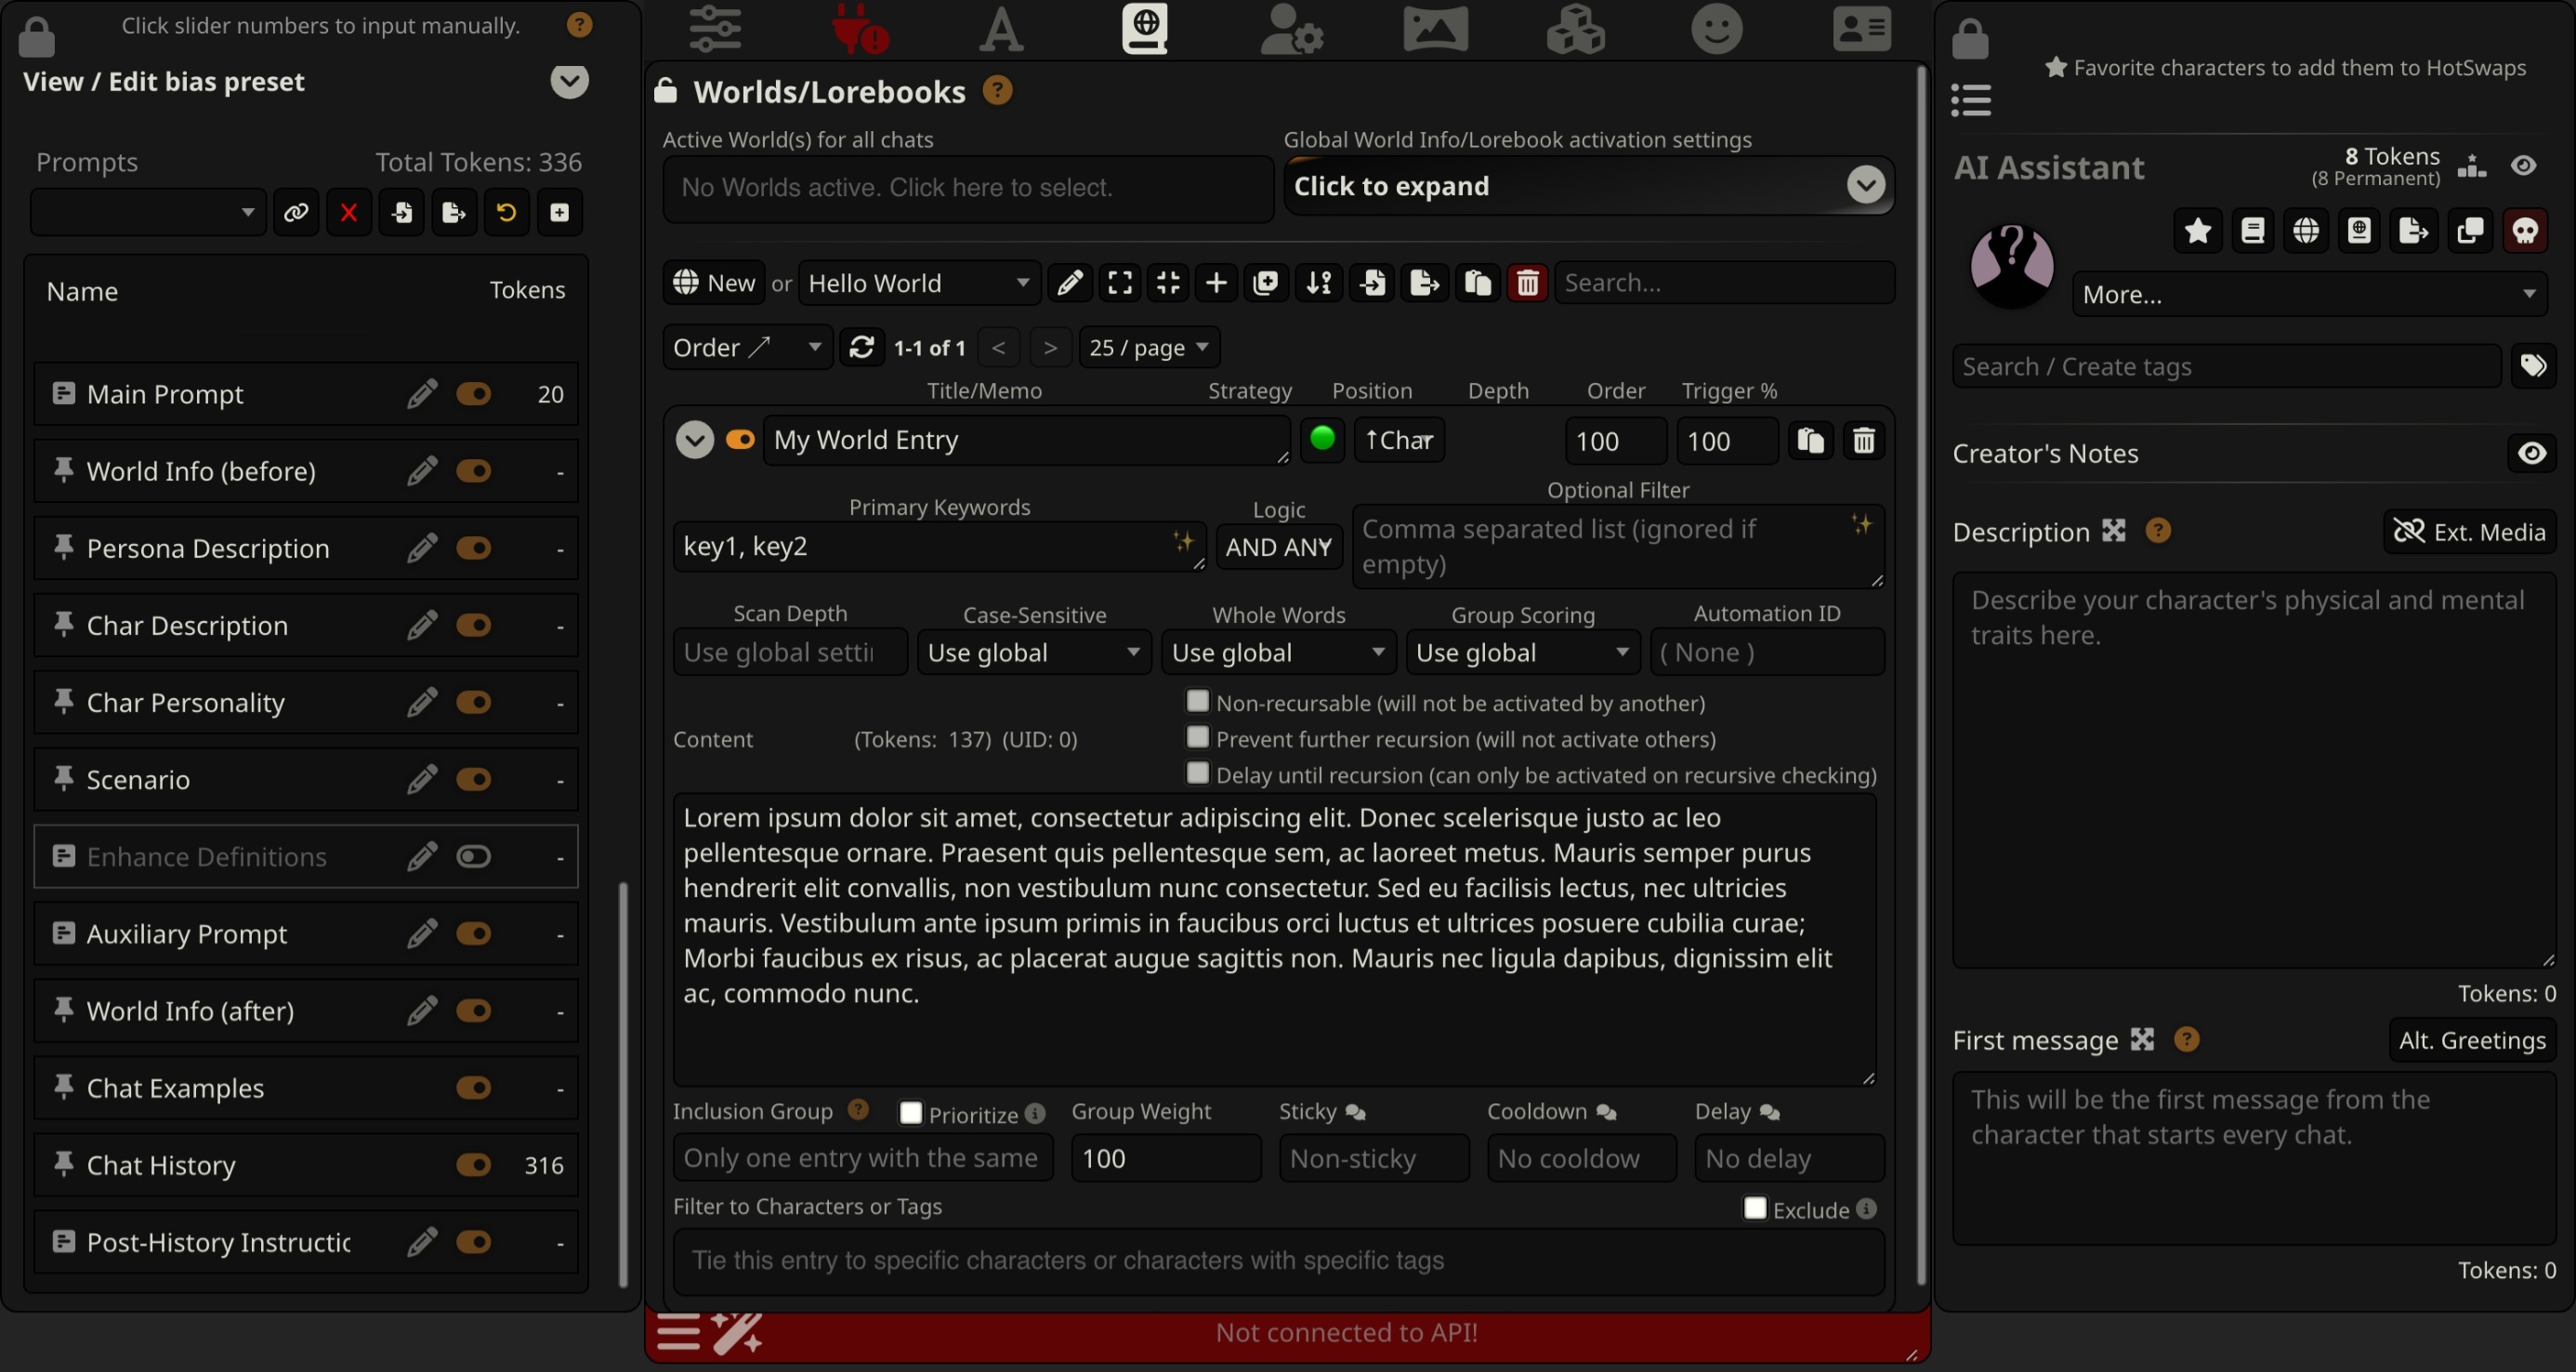 Click slider numbers to input manually.
View / Edit bias preset
Prompts
Total Tokens: 336
Name
Tokens
Main Prompt 20
World Info (before) -
Persona Description -
Char Description -
Char Personality -
Scenario -
Enhance Definitions -
Auxiliary Prompt -
World Info (after) -
Chat Examples -
Chat History 316
Post-History Instructic -
Worlds/Lorebooks
Active World(s) for all chats
No Worlds active. Click here to select.
Global World Info/Lorebook activation settings
Click to expand
New or Hello World Search...
Order ↗ 1-1 of 1 < > 25 / page
Title/Memo Strategy Position Depth Order Trigger %
My World Entry ↑Char 100 100
Primary Keywords Logic Optional Filter
key1, key2
AND ANY
Comma separated list (ignored if
empty)
Scan Depth Case-Sensitive Whole Words Group Scoring Automation ID
Use global settin Use global Use global Use global ( None )
Non-recursable (will not be activated by another)
Content (Tokens: 137) (UID: 0)
Prevent further recursion (will not activate others)
Delay until recursion (can only be activated on recursive checking)
Lorem ipsum dolor sit amet, consectetur adipiscing elit. Donec scelerisque justo ac leo
pellentesque ornare. Praesent quis pellentesque sem, ac laoreet metus. Mauris semper purus
hendrerit elit convallis, non vestibulum nunc consectetur. Sed eu facilisis lectus, nec ultricies
mauris. Vestibulum ante ipsum primis in faucibus orci luctus et ultrices posuere cubilia curae;
Morbi faucibus ex risus, ac placerat augue sagittis non. Mauris nec ligula dapibus, dignissim elit
ac, commodo nunc.
Inclusion Group Prioritize Group Weight Sticky Cooldown Delay
Only one entry with the same 100 Non-sticky No cooldow No delay
Filter to Characters or Tags
Exclude
Tie this entry to specific characters or characters with specific tags
Not connected to API!
Favorite characters to add them to HotSwaps
AI Assistant
8 Tokens
(8 Permanent)
More...
Search / Create tags
Creator's Notes
Description
Ext. Media
Describe your character's physical and mental
traits here.
Tokens: 0
First message
Alt. Greetings
This will be the first message from the
character that starts every chat.
Tokens: 0